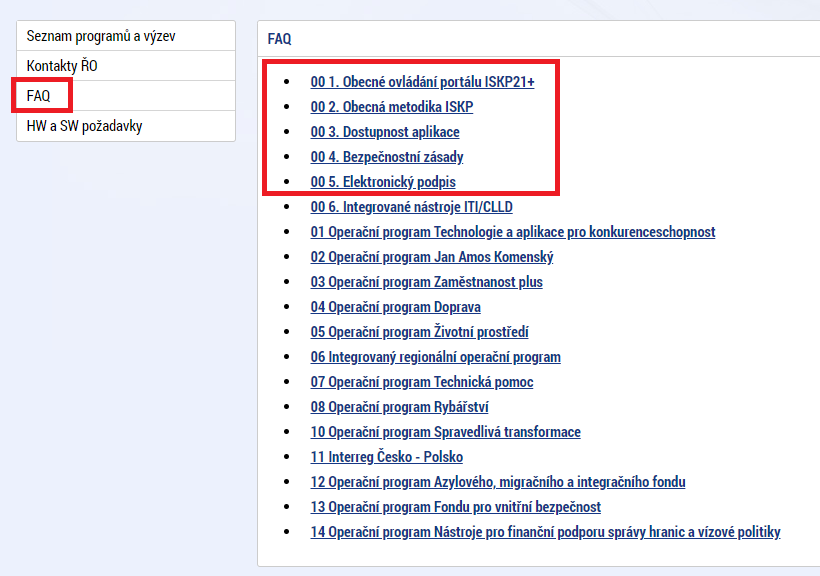 Seznam programů a výzev
Kontakty ŘO
FAQ
HW a SW požadavky
FAQ
00 1. Obecné ovládání portálu ISKP21+
00 2. Obecná metodika ISKP
00 3. Dostupnost aplikace
00 4. Bezpečnostní zásady
00 5. Elektronický podpis
00 6. Integrované nástroje ITI/CLLD
01 Operační program Technologie a aplikace pro konkurenceschopnost
02 Operační program Jan Amos Komenský
03 Operační program Zaměstnanost plus
04 Operační program Doprava
05 Operační program Životní prostředí
06 Integrovaný regionální operační program
07 Operační program Technická pomoc
08 Operační program Rybářství
10 Operační program Spravedlivá transformace
11 Interreg Česko - Polsko
12 Operační program Azylového, migračního a integračního fondu
13 Operační program Fondu pro vnitřní bezpečnost
14 Operační program Nástroje pro finanční podporu správy hranic a vízové politiky